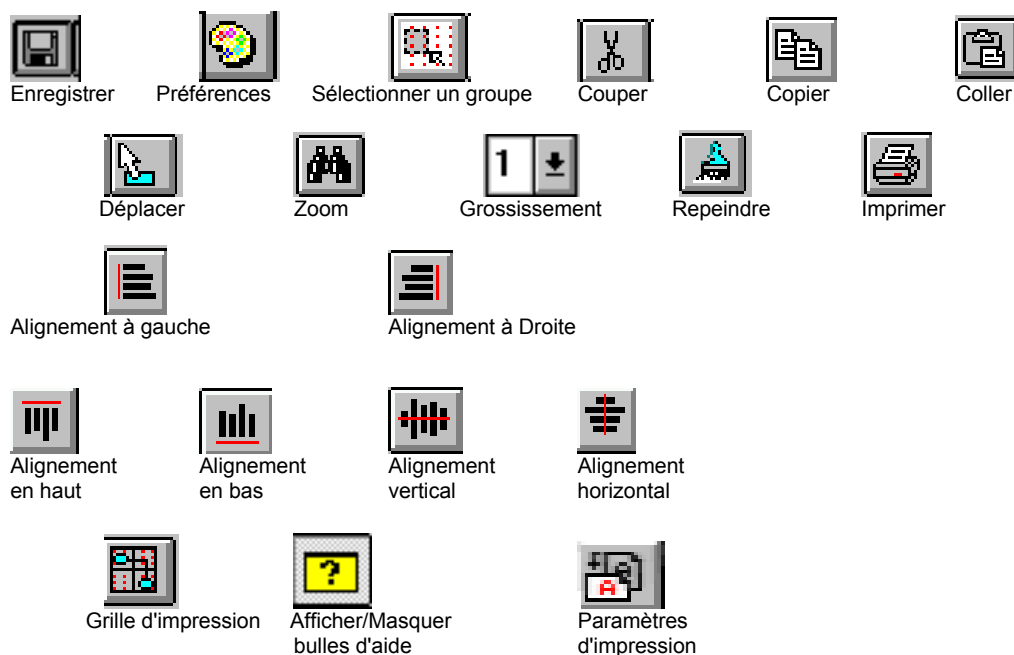 Enregistrer Préférences Sélectionner un groupe Couper Copier Coller
1
Déplacer Zoom Grossissement Repeindre Imprimer
Alignement à gauche Alignement à Droite
Alignement Alignement Alignement Alignement
en haut en bas vertical horizontal
?
A
Grille d'impression Afficher/Masquer Paramètres
bulles d'aide d'impression